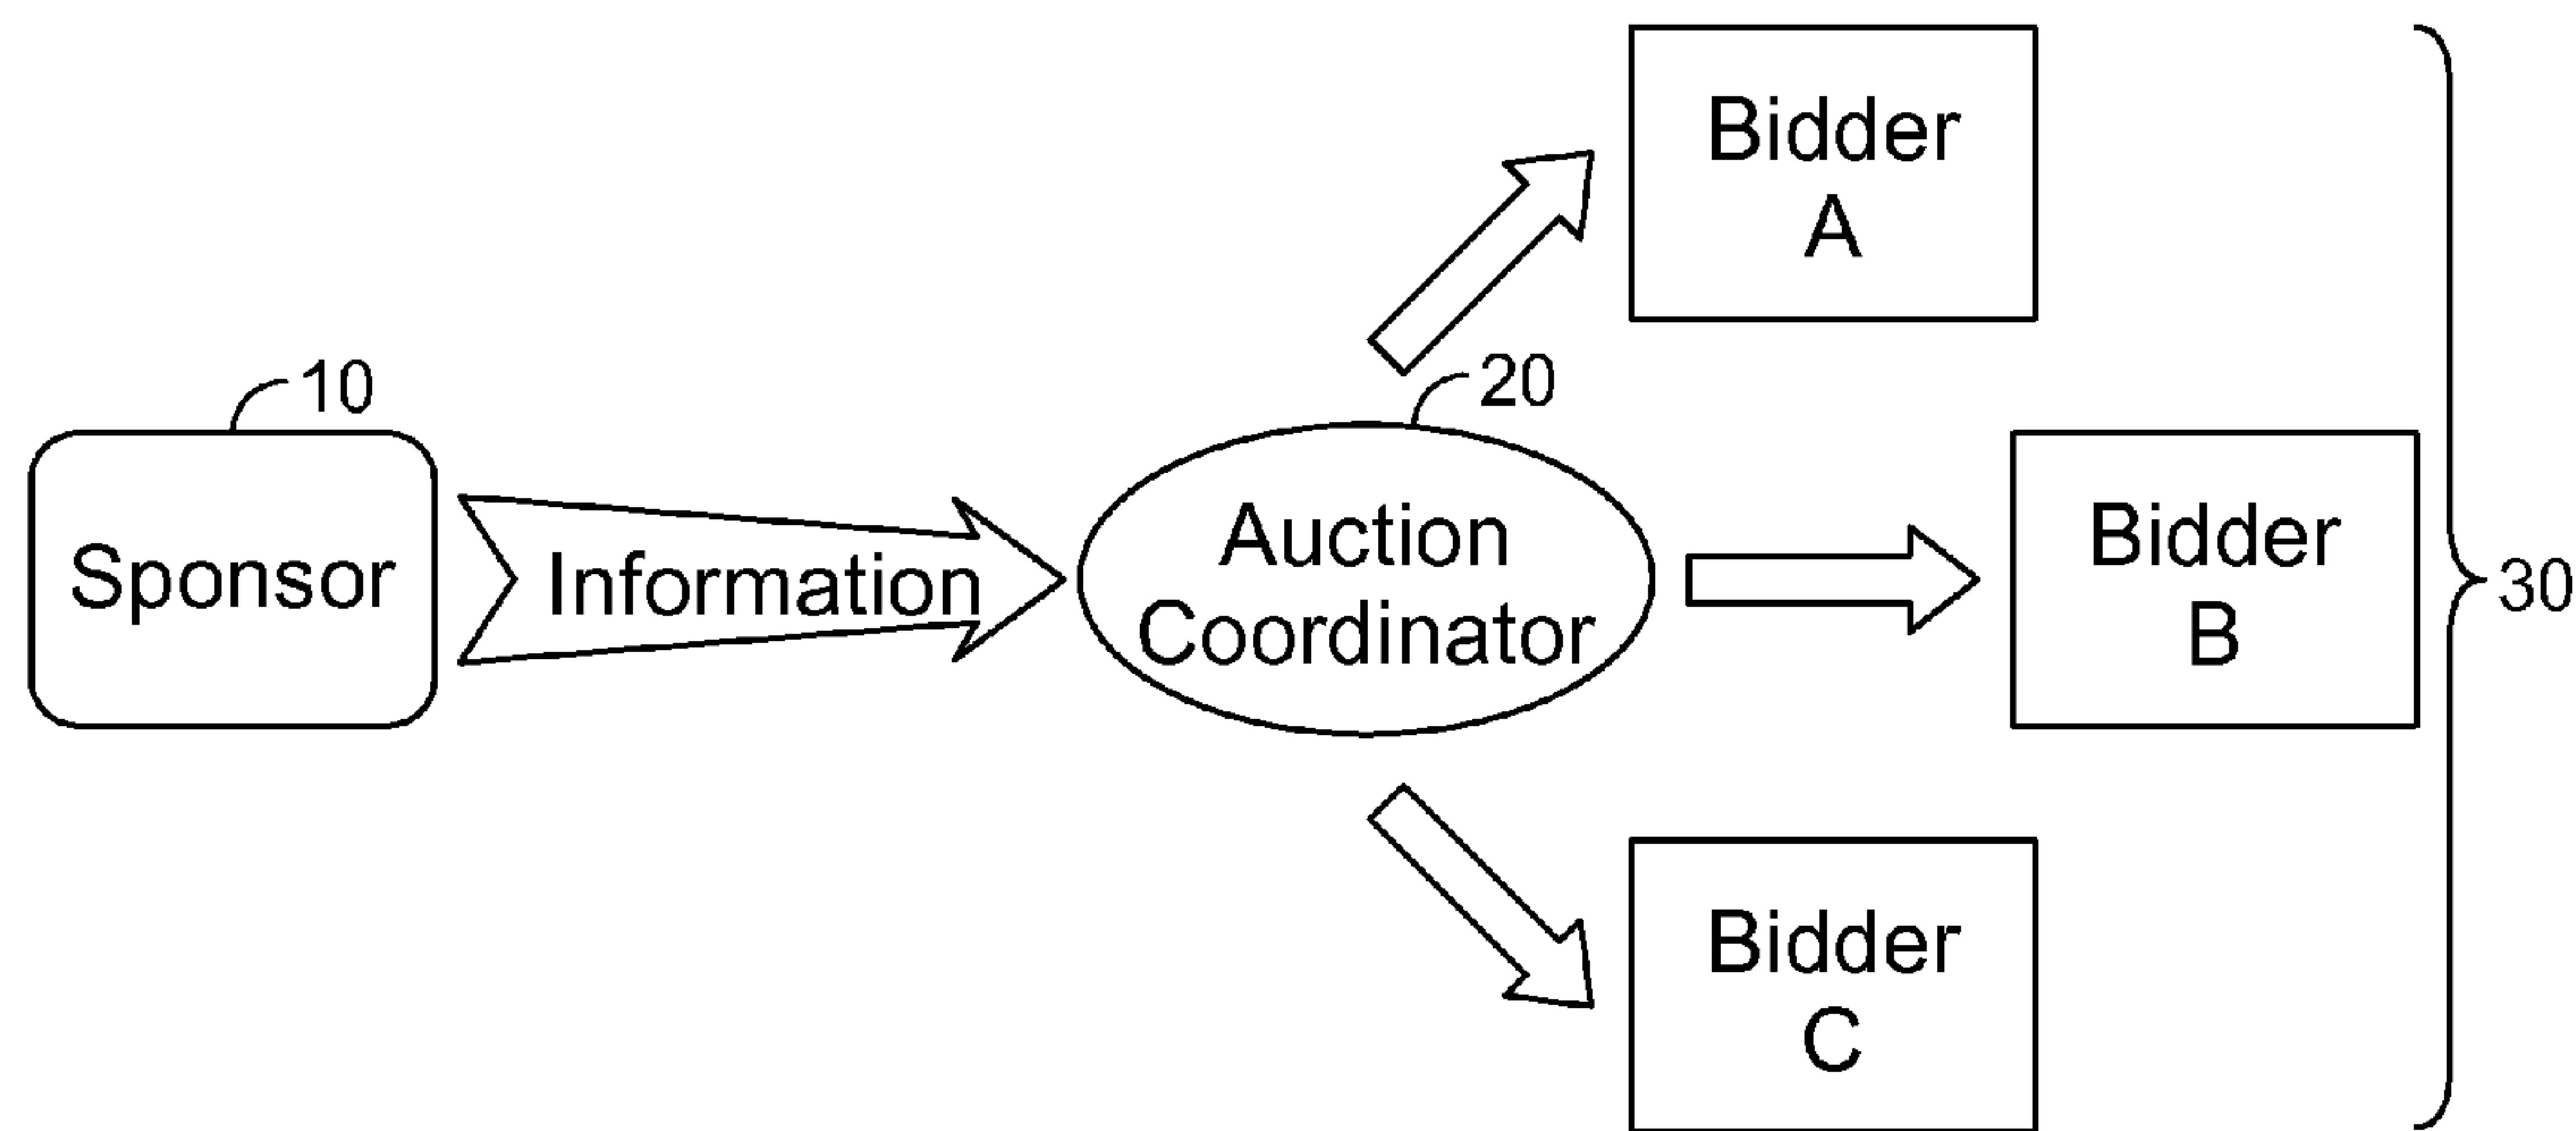 10
Sponsor
Information
20
Auction
Coordinator
Bidder
A
Bidder
B
Bidder
C
30